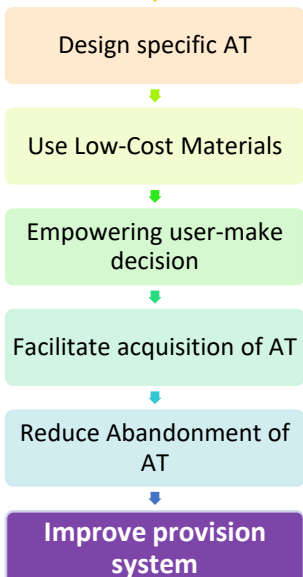 Design specific AT
Use Low-Cost Materials
Empowering user-make
decision
Facilitate acquisition of AT
Reduce Abandonment of
AT
Improve provision
system